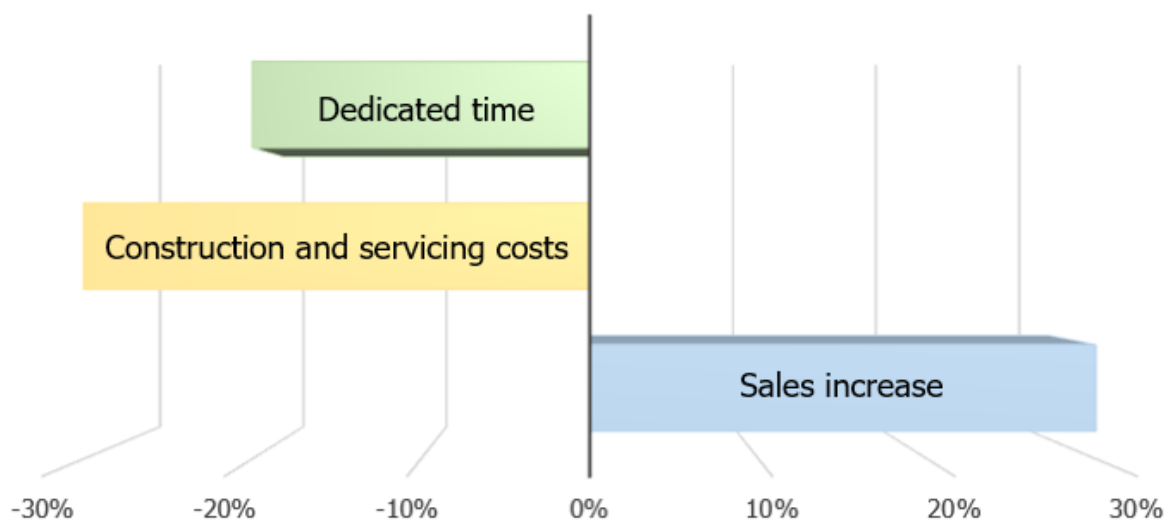 Dedicated time
Construction and servicing costs
Sales increase
-30% -20% -10% 0% 10% 20% 30%